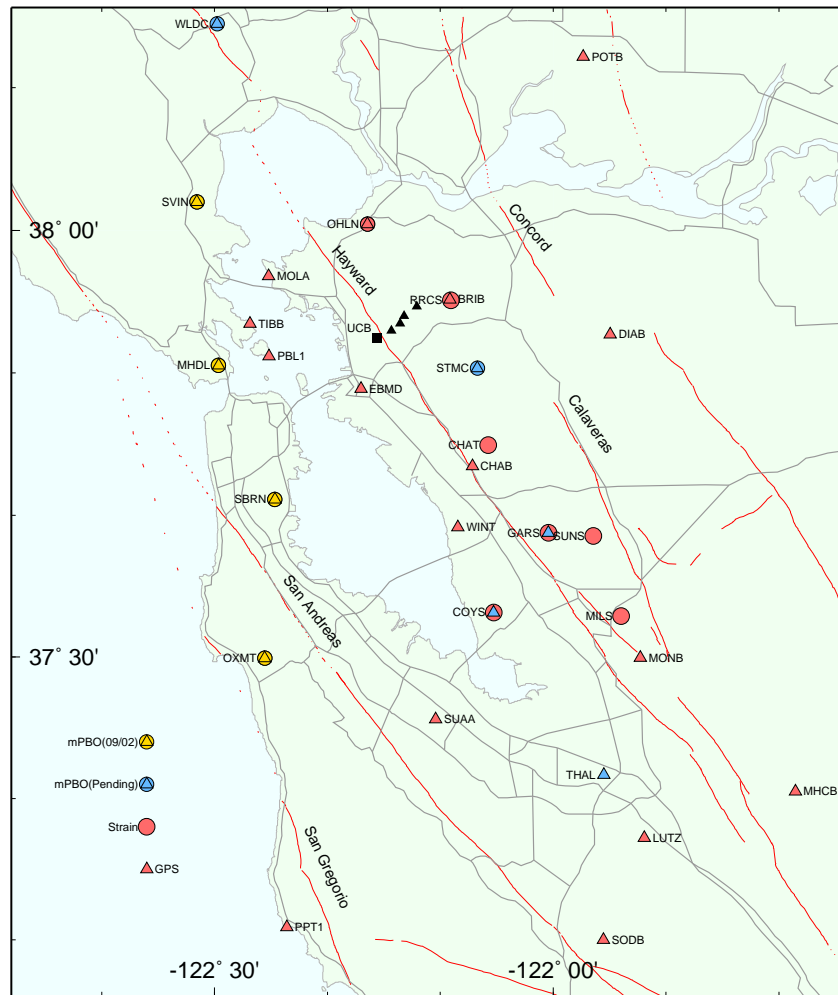 WLDC
POTB
SVIN
OHLN
38° 00'
Concord
Hayward
MOLA
RRCS
BRIB
TIBB
UCB
DIAB
PBL1
MHDL
STMC
EBMD
Calaveras
CHAT
CHAB
SBRN
WINT
GARS
SUNS
San Andreas
COYS
MILS
37° 30'
OXMT
MONB
SUAA
mPBO(09/02)
THAL
mPBO(Pending)
MHCB
Strain
LUTZ
GPS
San Gregorio
PPT1
SODB
-122° 30'
-122° 00'